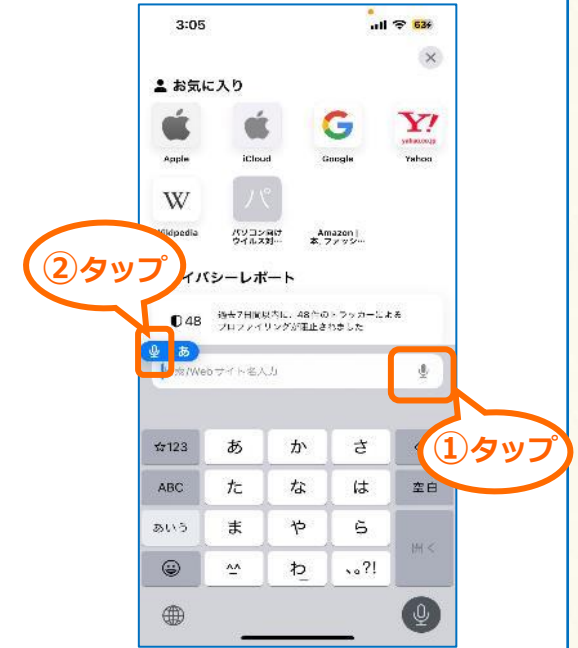 3:05
63
お気に入り
Apple
iCloud
Google
Yahoo
W
パ
Wikipedia
パソコン向け
ウイルス対…
Amazon |
本, ファッシ…
②タップ
イバシーレポート
48
過去7日間以内に、48件のトラッカーによる
プロファイリングが阻止されました
あ
索/Webサイト名入力
①タップ
☆123
あ
か
さ
ABC
た
な
は
空白
あいう
ま
や
ら
開く
^^
わ
、。?!